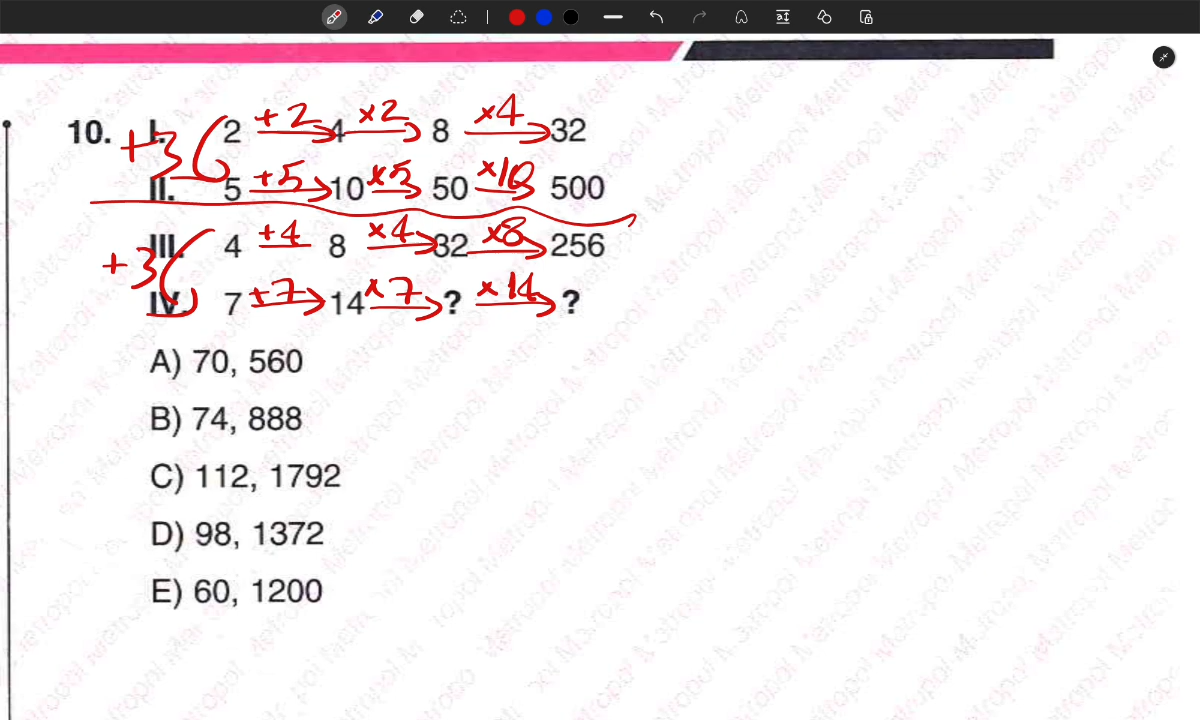 10. I. 2 +2 4 ×2 8 ×4 32
+3
II. 5 +5 10 ×5 50 ×10 500
III. 4 +4 8 ×4 32 ×8 256
+3
IV. 7 +7 14 ×7 ? ×14 ?
A) 70, 560
B) 74, 888
C) 112, 1792
D) 98, 1372
E) 60, 1200